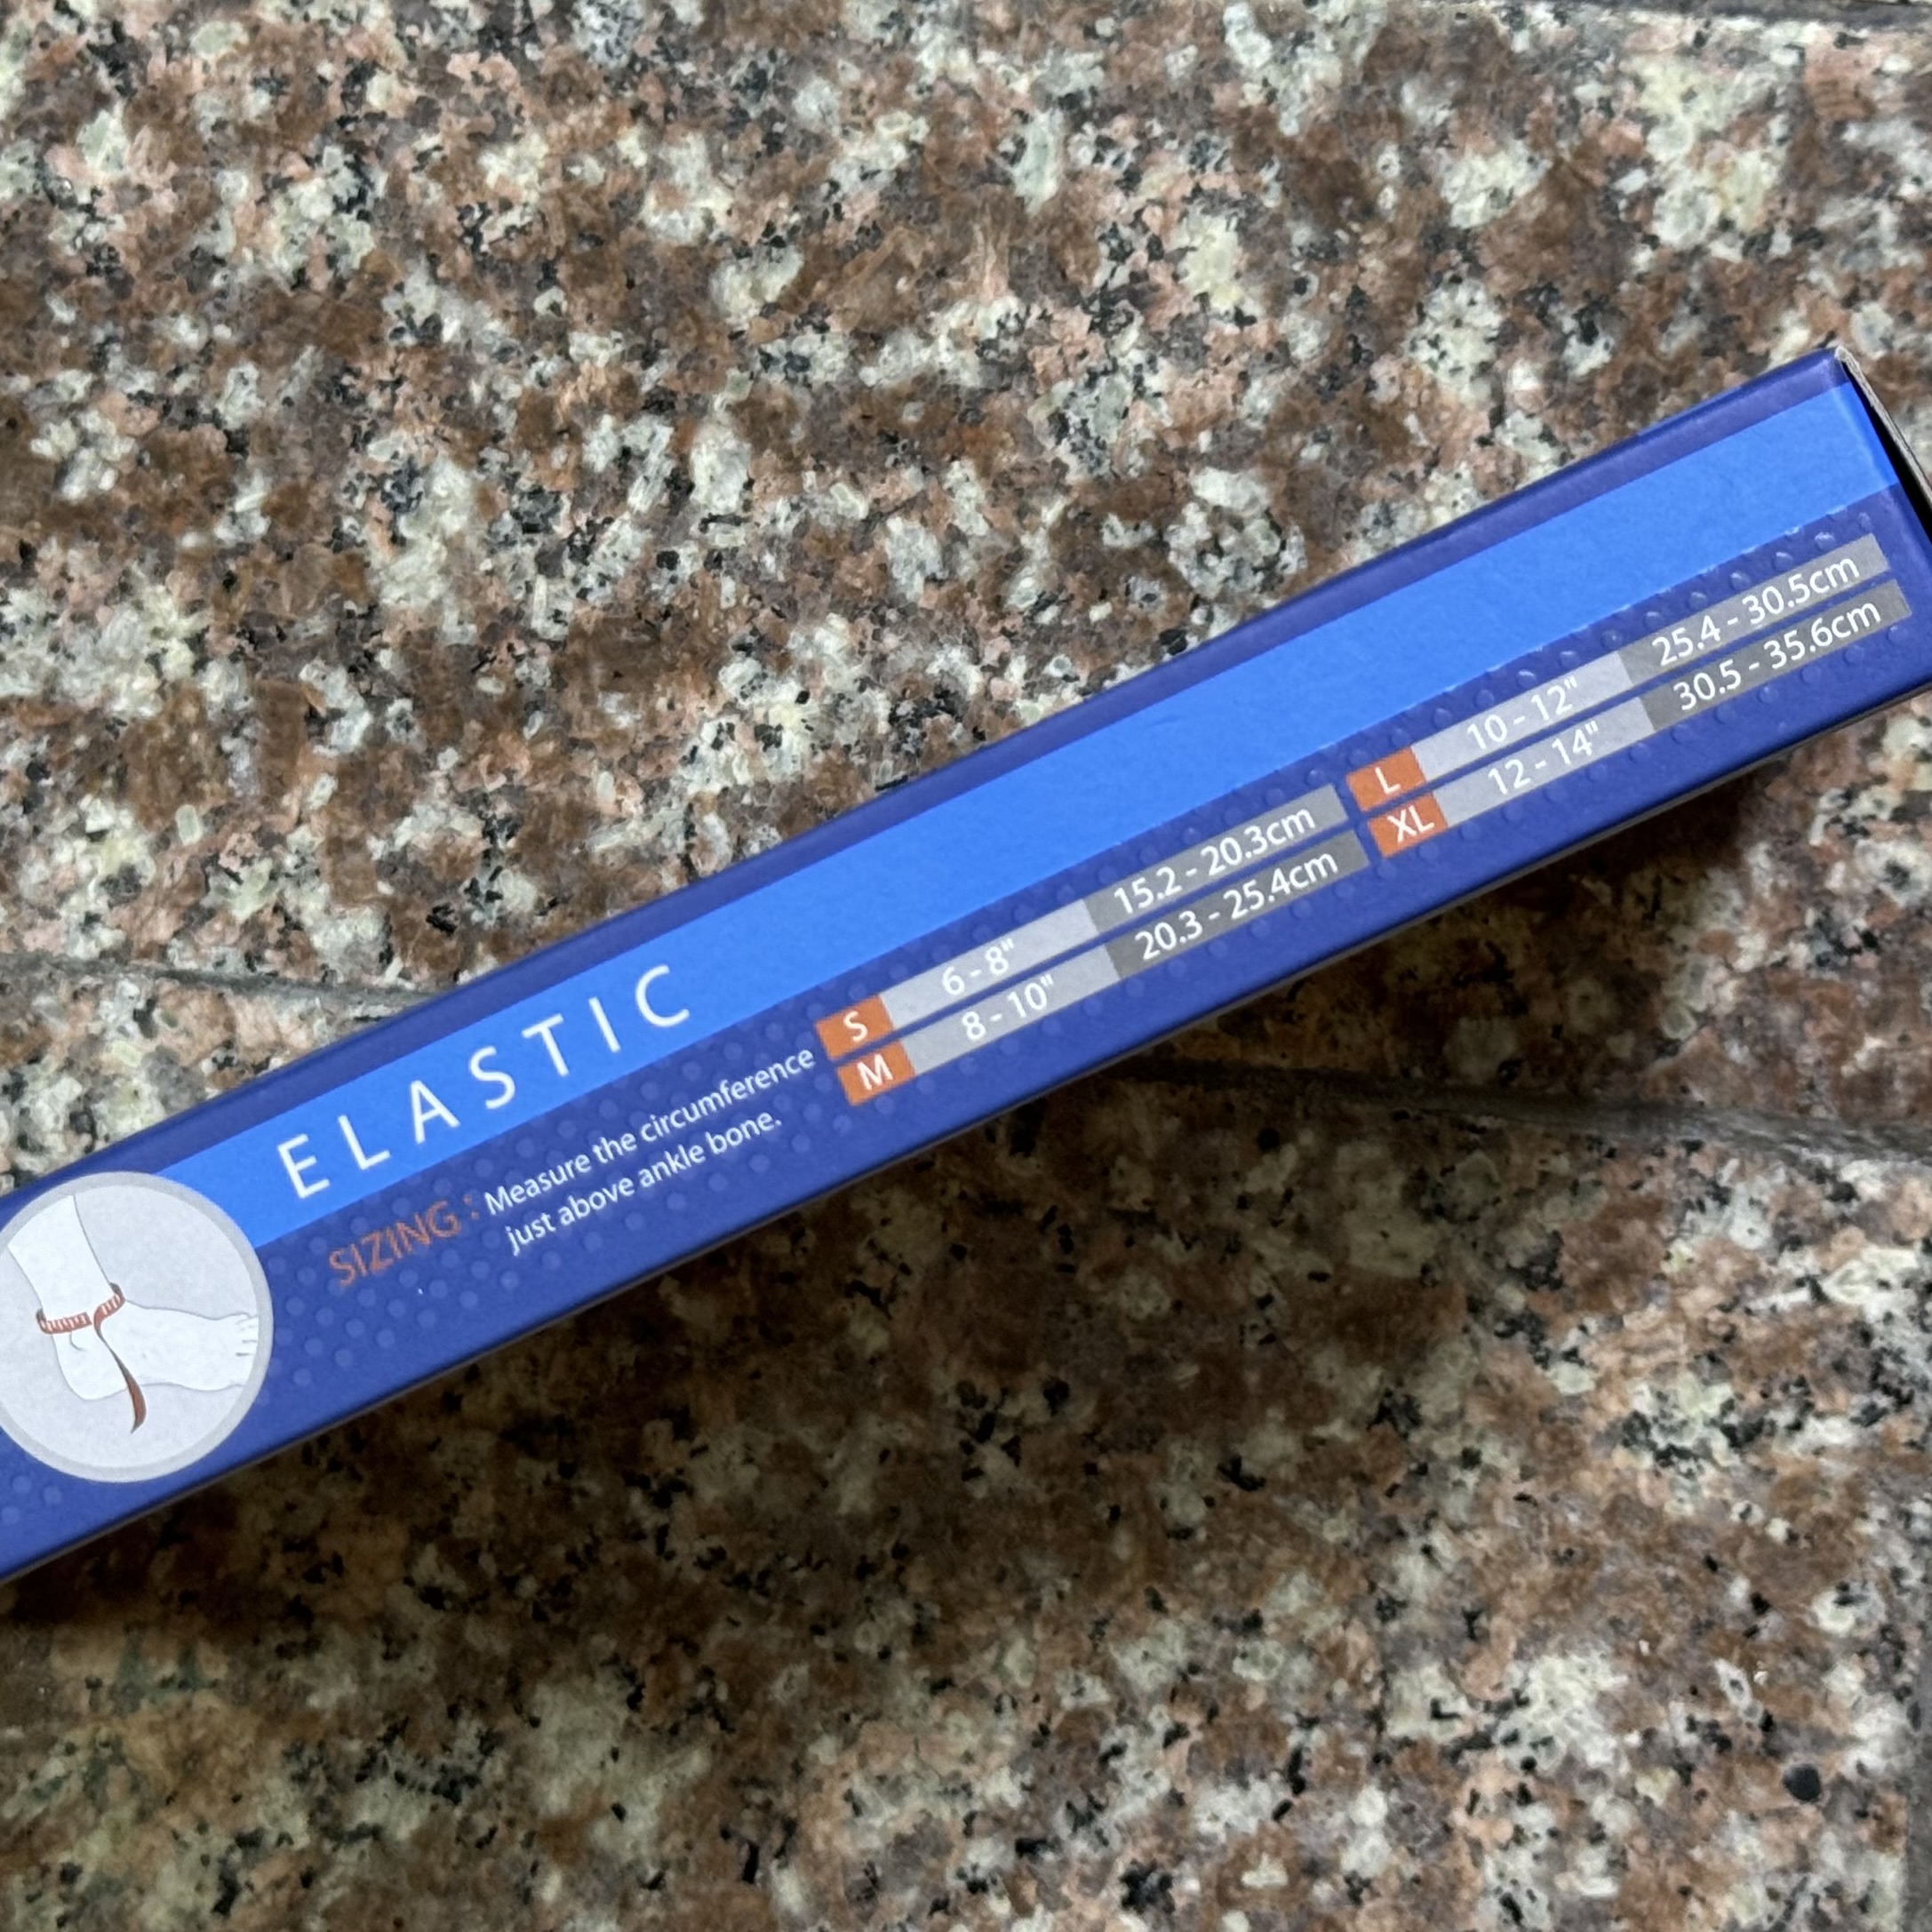 ELASTIC
SIZING : Measure the circumference
just above ankle bone.
S 6 - 8" 15.2 - 20.3cm
M 8 - 10" 20.3 - 25.4cm
L 10 - 12" 25.4 - 30.5cm
XL 12 - 14" 30.5 - 35.6cm